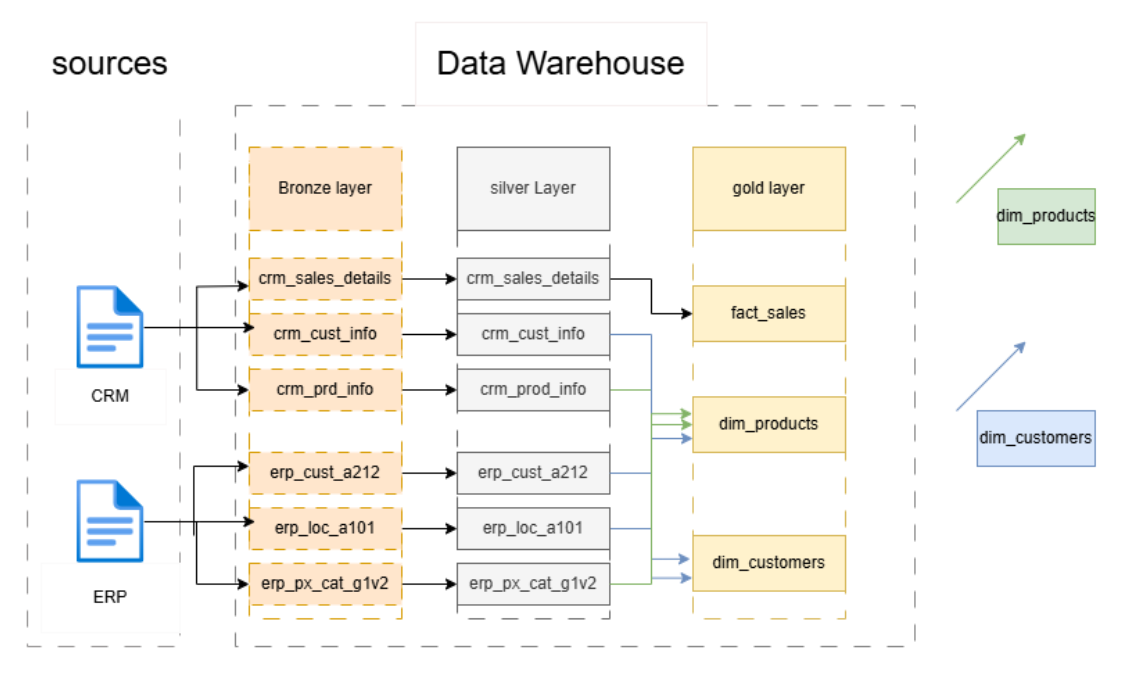 sources
Data Warehouse
Bronze layer
silver Layer
gold layer
dim_products
crm_sales_details
crm_sales_details
fact_sales
crm_cust_info
crm_cust_info
CRM
crm_prd_info
crm_prod_info
dim_products
dim_customers
erp_cust_a212
erp_cust_a212
erp_loc_a101
erp_loc_a101
dim_customers
ERP
erp_px_cat_g1v2
erp_px_cat_g1v2